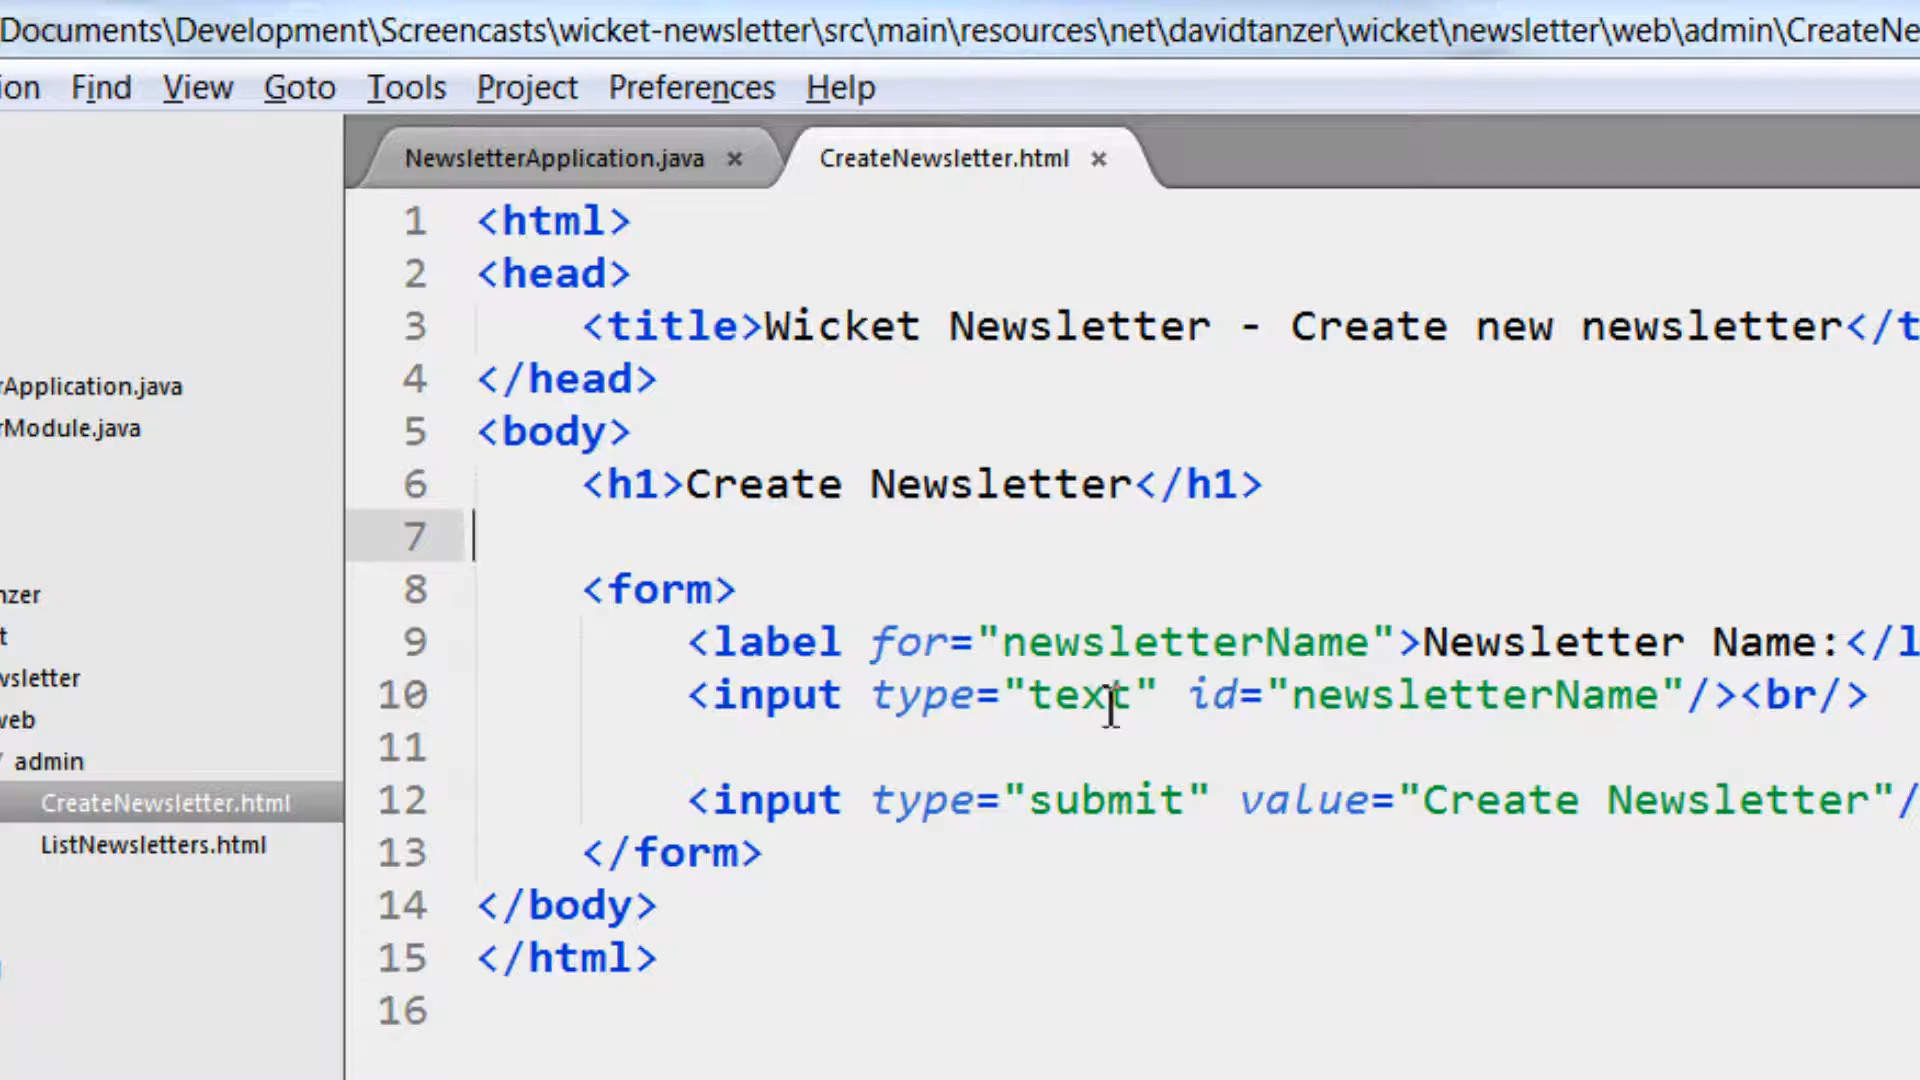 Documents\Development\Screencasts\wicket-newsletter\src\main\resources\net\davidtanzer\wicket\newsletter\web\admin\CreateNe
ion Find View Goto Tools Project Preferences Help
NewsletterApplication.java × CreateNewsletter.html ×
rApplication.java
rModule.java
nzer
t
wsletter
web
admin
CreateNewsletter.html
ListNewsletters.html
1 <html>
2 <head>
3 <title>Wicket Newsletter - Create new newsletter</t
4 </head>
5 <body>
6 <h1>Create Newsletter</h1>
7
8 <form>
9 <label for="newsletterName">Newsletter Name:</l
10 <input type="text" id="newsletterName"/><br/>
11
12 <input type="submit" value="Create Newsletter"/
13 </form>
14 </body>
15 </html>
16